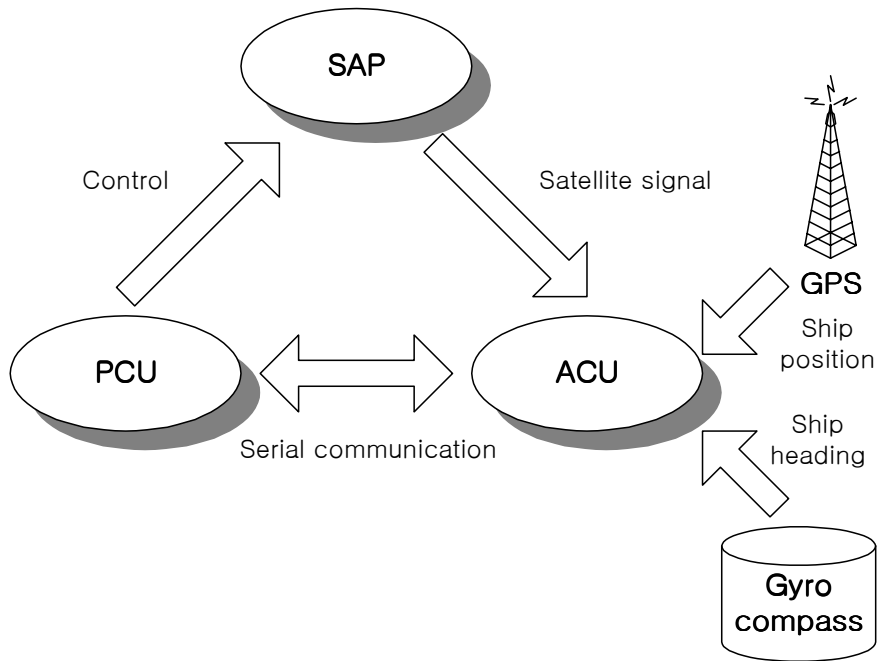 SAP
Control
Satellite signal
GPS
Ship
position
PCU
ACU
Serial communication
Ship
heading
Gyro
compass